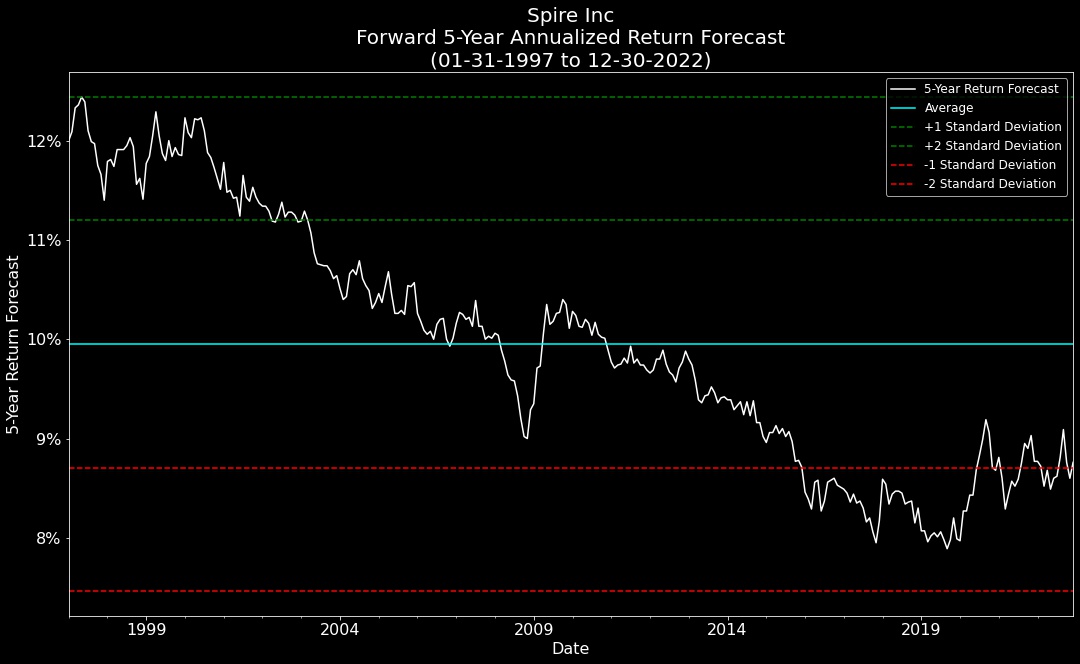 Spire Inc
Forward 5-Year Annualized Return Forecast
(01-31-1997 to 12-30-2022)
5-Year Return Forecast
Average
+1 Standard Deviation
+2 Standard Deviation
-1 Standard Deviation
-2 Standard Deviation
5-Year Return Forecast
12%
11%
10%
9%
8%
1999
2004
2009
2014
2019
Date